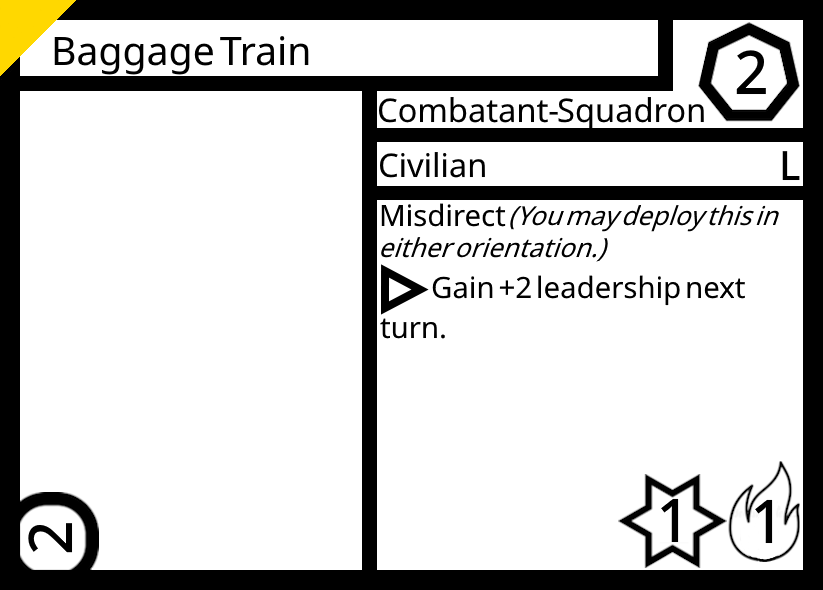 Baggage Train
2
Combatant-Squadron
Civilian L
Misdirect (You may deploy this in
either orientation.)
Gain +2 leadership next
turn.
2
1 1